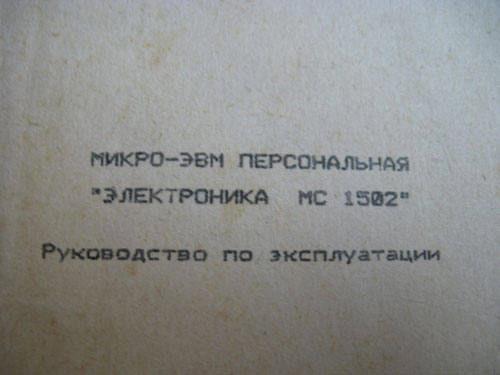 МИКРО-ЭВМ ПЕРСОНАЛЬНАЯ
"ЭЛЕКТРОНИКА МС 1502"
Руководство по эксплуатации